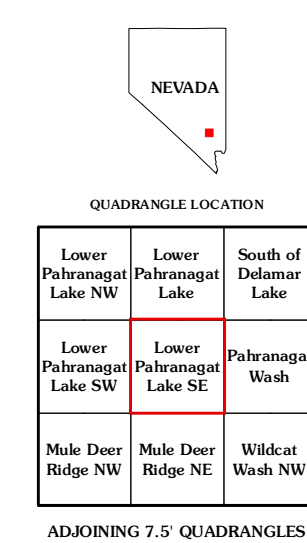 NEVADA
QUADRANGLE LOCATION
Lower
Pahranagat
Lake NW
Lower
Pahranagat
Lake
South of
Delamar
Lake
Lower
Pahranagat
Lake SW
Lower
Pahranagat
Lake SE
Pahranaga
Wash
Mule Deer
Ridge NW
Mule Deer
Ridge NE
Wildcat
Wash NW
ADJOINING 7.5' QUADRANGLES